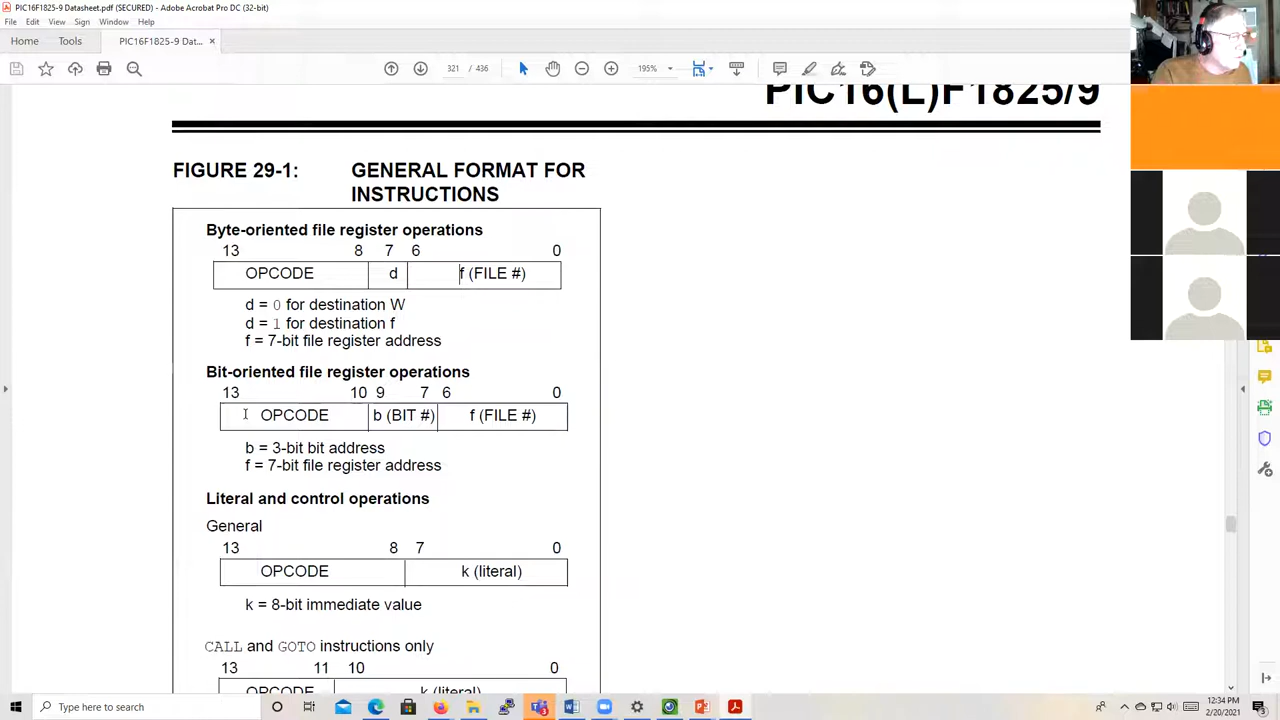 PIC16F1825-9 Datasheet.pdf (SECURED) - Adobe Acrobat Pro DC (32-bit)
File Edit View Sign Window Help
Home Tools PIC16F1825-9 Dat... ×
321 / 436 195%
PIC16(L)F1825/9
FIGURE 29-1: GENERAL FORMAT FOR
INSTRUCTIONS
Byte-oriented file register operations
13 8 7 6 0
OPCODE d f (FILE #)
d = 0 for destination W
d = 1 for destination f
f = 7-bit file register address
Bit-oriented file register operations
13 10 9 7 6 0
OPCODE b (BIT #) f (FILE #)
b = 3-bit bit address
f = 7-bit file register address
Literal and control operations
General
13 8 7 0
OPCODE k (literal)
k = 8-bit immediate value
CALL and GOTO instructions only
13 11 10 0
OPCODE k (literal)
Type here to search
12:34 PM
2/20/2021